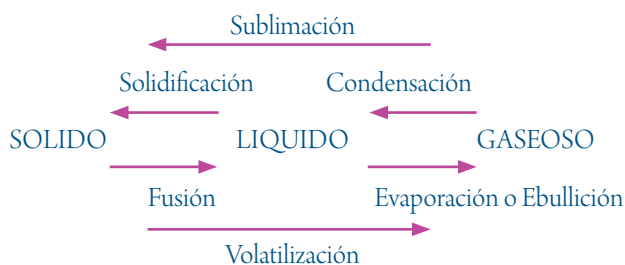 Sublimación
Solidificación Condensación
SOLIDO LIQUIDO GASEOSO
Fusión Evaporación o Ebullición
Volatilización